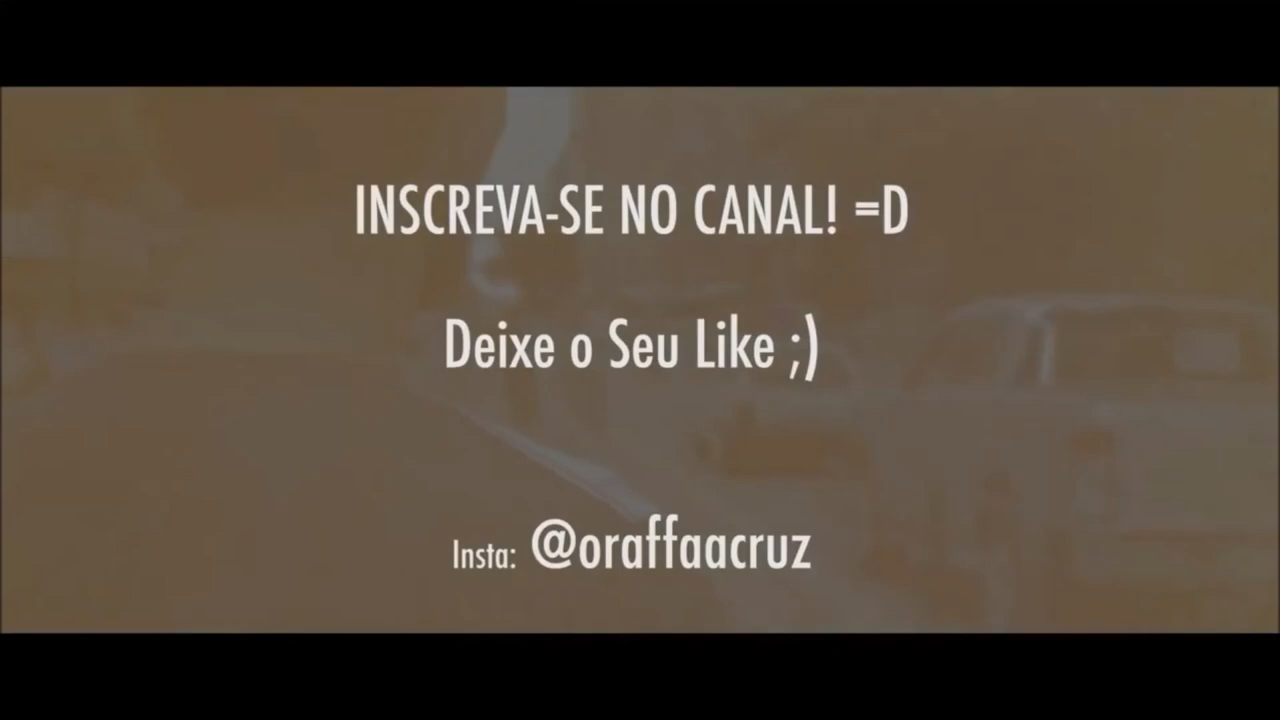 INSCREVA-SE NO CANAL! =D
Deixe o Seu Like ;)
Insta: @oraffaacruz